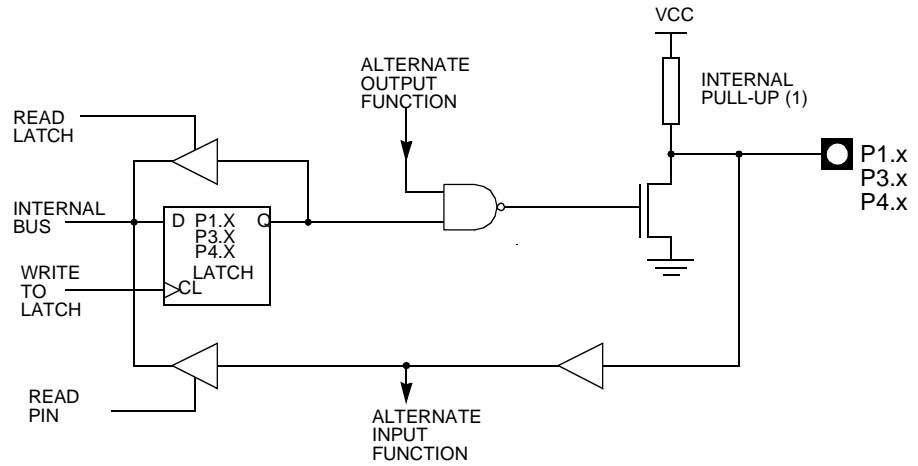 VCC
ALTERNATE
OUTPUT
FUNCTION
INTERNAL
PULL-UP (1)
READ
LATCH
P1.x
P3.x
P4.x
INTERNAL
BUS
D P1.X Q
P3.X
P4.X
LATCH
CL
WRITE
TO
LATCH
READ
PIN
ALTERNATE
INPUT
FUNCTION